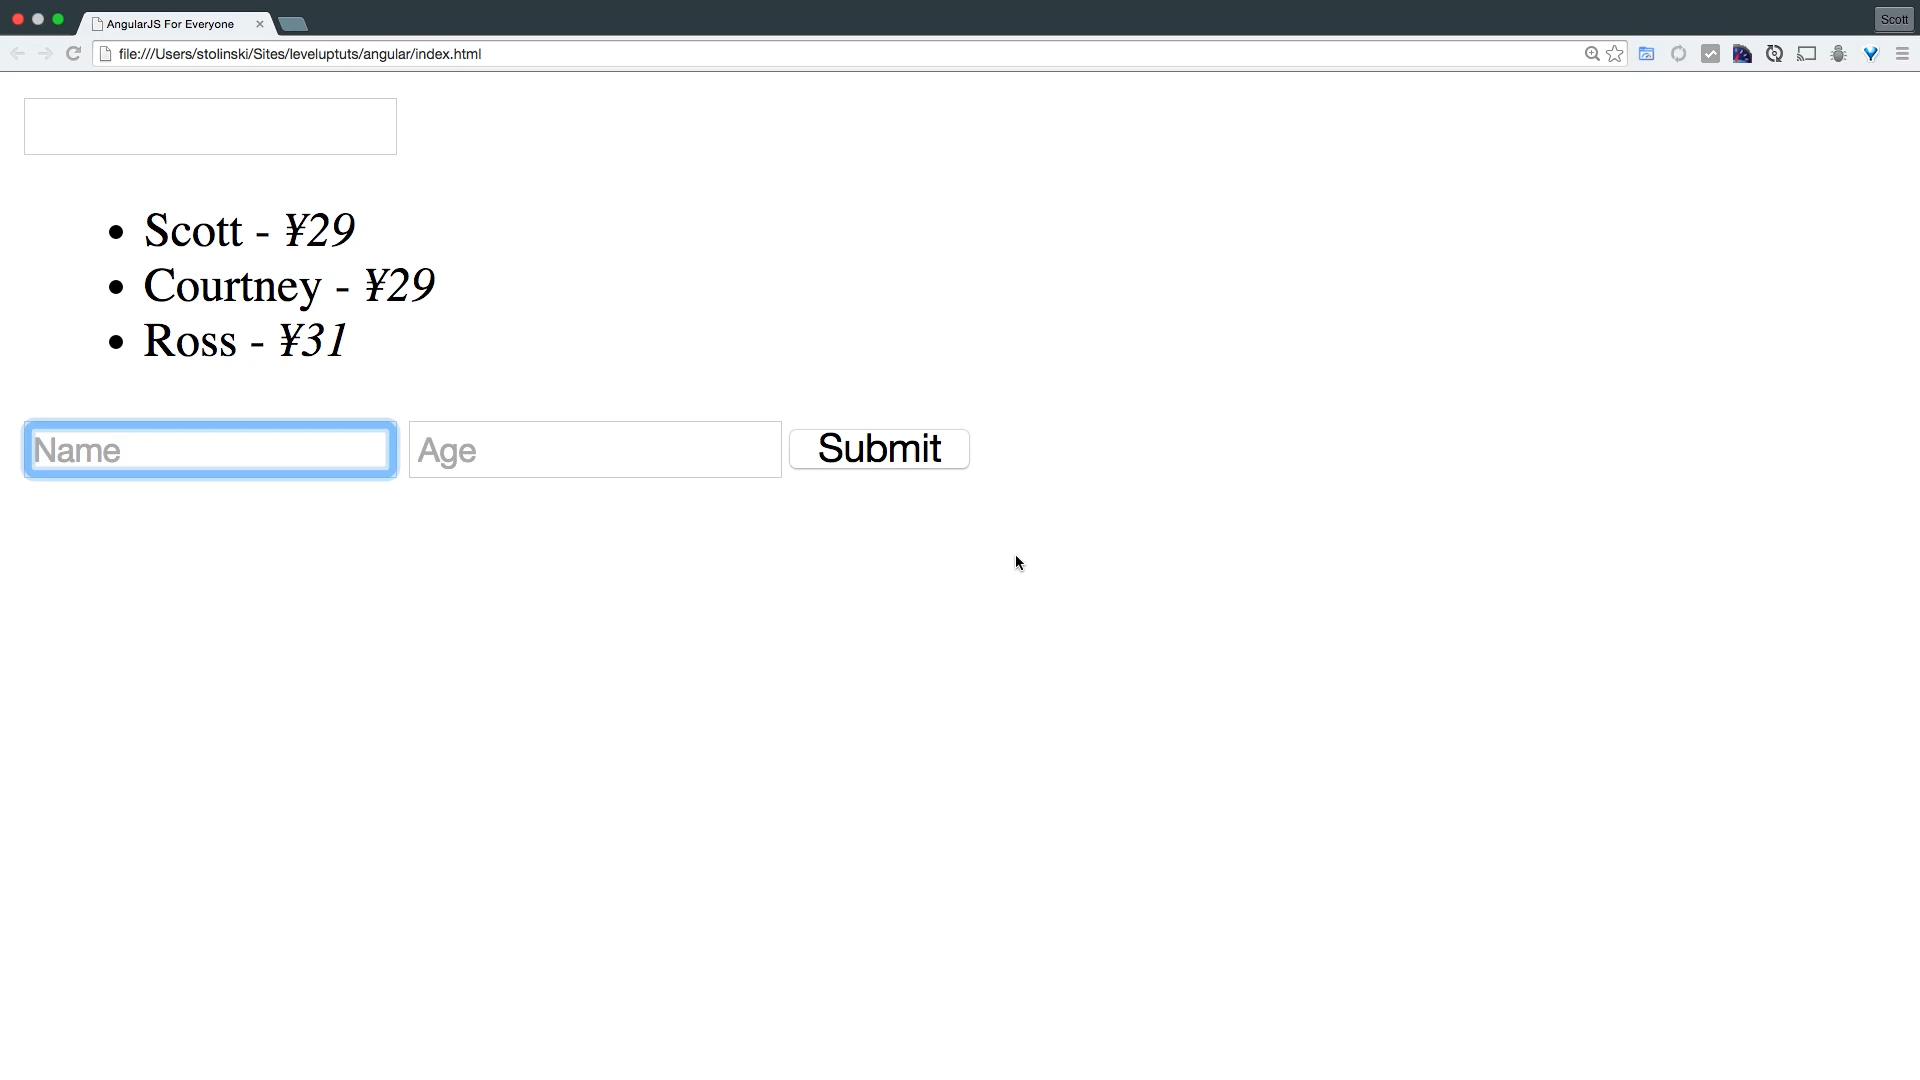 AngularJS For Everyone
Scott
file:///Users/stolinski/Sites/leveluptuts/angular/index.html
Scott - ¥29
Courtney - ¥29
Ross - ¥31
Name Age Submit